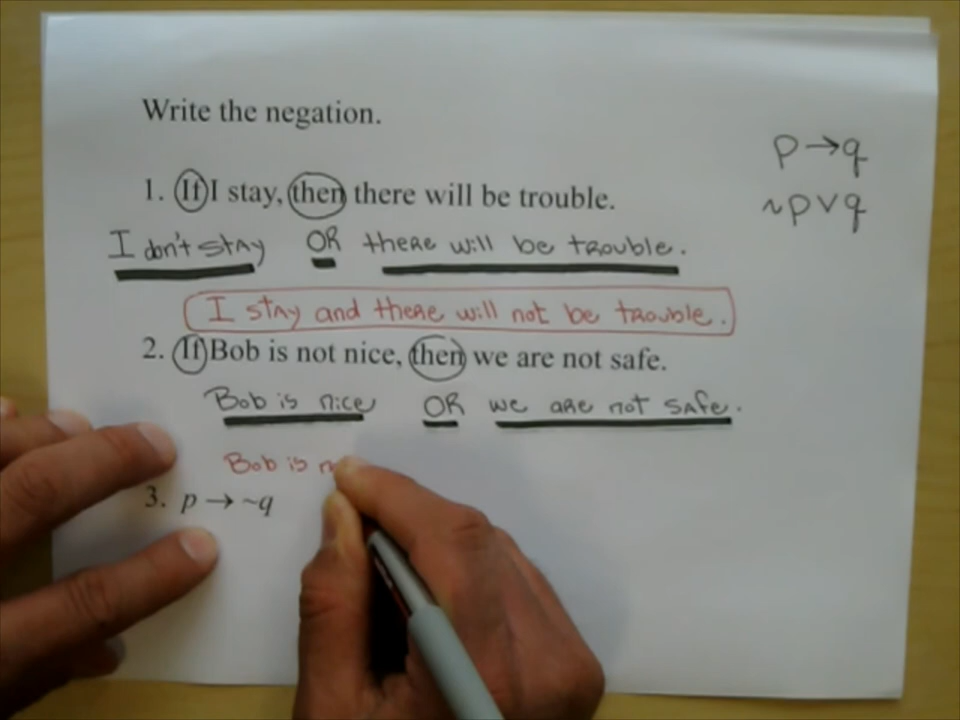 Write the negation.
p→q
1. If I stay, then there will be trouble.
~p∨q
I don't stay OR there will be trouble.
I stay and there will not be trouble.
2. If Bob is not nice, then we are not safe.
Bob is nice OR we are not safe.
Bob is
3. p → ~q